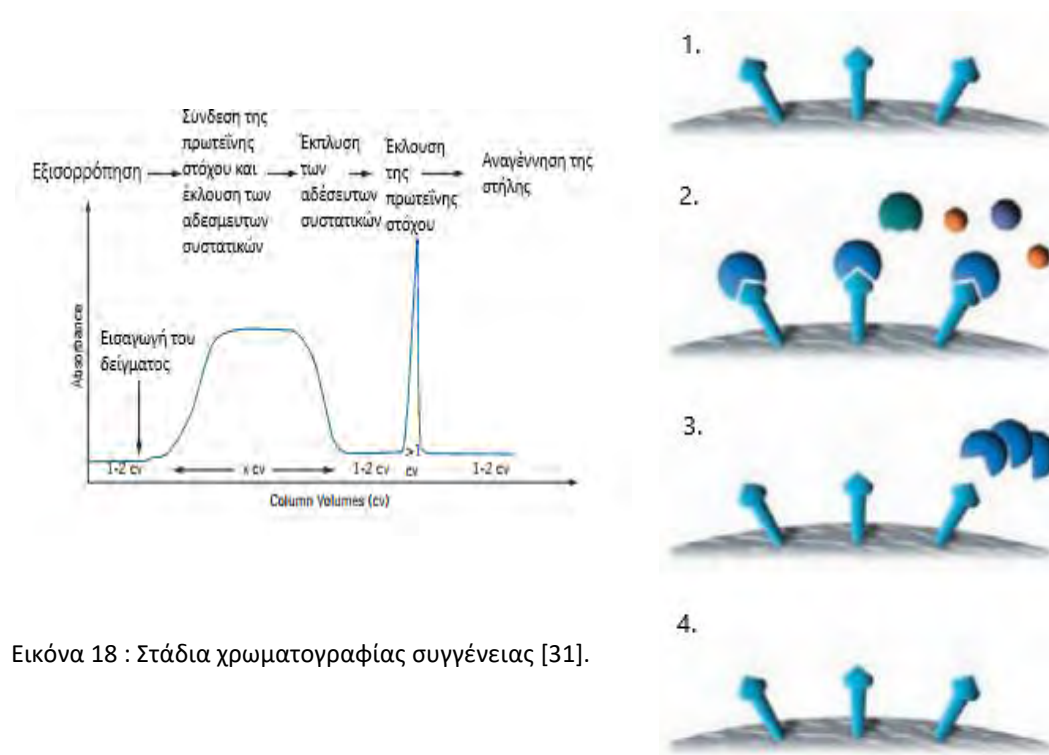 Εξισορρόπηση
Σύνδεση της
πρωτεΐνης
στόχου και
έκλουση των
αδεσμευτων
συστατικών
Έκπλυση
των
αδέσευτων
συστατικών
Έκλουση
της
πρωτεΐνης
στόχου
Αναγέννηση της
στήλης
Absorbance
Εισαγωγή του
δείγματος
1-2 cv
x cv
1-2 cv
>1
cv
1-2 cv
Column Volumes (cv)
Εικόνα 18 : Στάδια χρωματογραφίας συγγένειας [31].
1.
2.
3.
4.